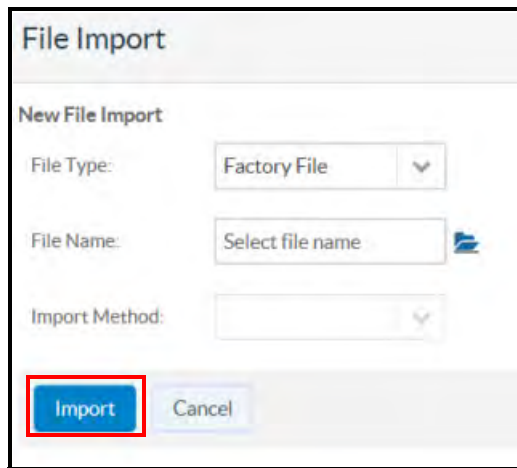 File Import
New File Import
File Type: Factory File
File Name: Select file name
Import Method:
Import Cancel